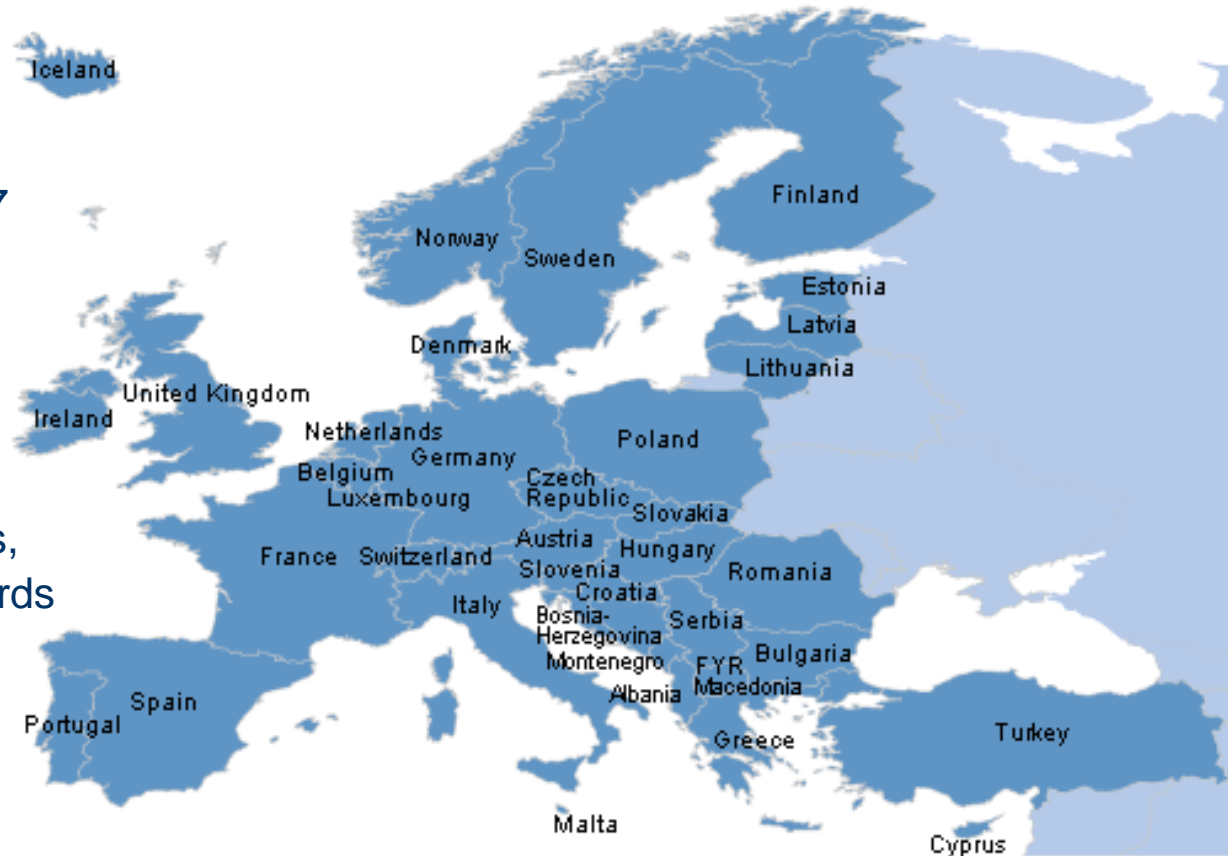 Iceland
Finland
Norway
Sweden
Estonia
Latvia
Denmark
Lithuania
United Kingdom
Ireland
Netherlands
Poland
Germany
Belgium
Czech
Republic
Luxembourg
Slovakia
s,
Austria
Hungary
France
Switzerland
Slovenia
Romania
rds
Croatia
Italy
Bosnia-
Herzegovina
Serbia
Montenegro
FYR
Macedonia
Bulgaria
Albania
Spain
Portugal
Greece
Turkey
Malta
Cyprus